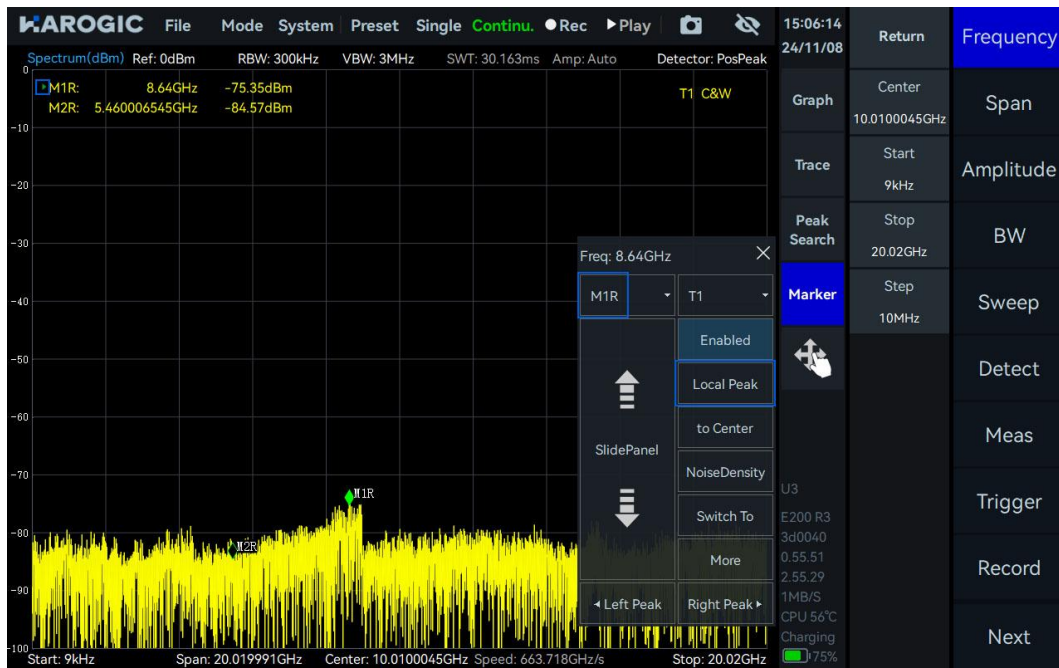 HAROGIC File Mode System Preset Single Continu. Rec Play
15:06:14
24/11/08
Spectrum(dBm) Ref: 0dBm RBW: 300kHz VBW: 3MHz SWT: 30.163ms Amp: Auto Detector: PosPeak
M1R: 8.64GHz -75.35dBm
M2R: 5.460006545GHz -84.57dBm
T1 C&W
0
-10
-20
-30
-40
-50
-60
-70
-80
-90
-100
M1R
M2R
Start: 9kHz Span: 20.019991GHz Center: 10.0100045GHz Speed: 663.718GHz/s Stop: 20.02GHz
Freq: 8.64GHz
M1R T1
Enabled
Local Peak
to Center
SlidePanel
NoiseDensity
Switch To
More
Left Peak Right Peak
Graph
Trace
Peak
Search
Marker
U3
E200 R3
3d0040
0.55.51
2.55.29
1MB/S
CPU 56℃
Charging
75%
Return
Center
10.0100045GHz
Start
9kHz
Stop
20.02GHz
Step
10MHz
Frequency
Span
Amplitude
BW
Sweep
Detect
Meas
Trigger
Record
Next